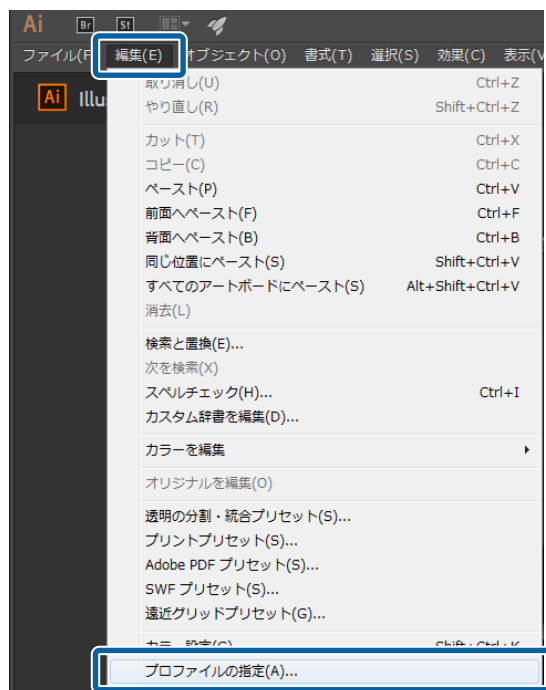 Ai Br St
ファイル(F 編集(E) オブジェクト(O) 書式(T) 選択(S) 効果(C) 表示(V
Ai Illu
取り消し(U) Ctrl+Z
やり直し(R) Shift+Ctrl+Z
カット(T) Ctrl+X
コピー(C) Ctrl+C
ペースト(P) Ctrl+V
前面へペースト(F) Ctrl+F
背面へペースト(B) Ctrl+B
同じ位置にペースト(S) Shift+Ctrl+V
すべてのアートボードにペースト(S) Alt+Shift+Ctrl+V
消去(L)
検索と置換(E)...
次を検索(X)
スペルチェック(H)... Ctrl+I
カスタム辞書を編集(D)...
カラーを編集
オリジナルを編集(O)
透明の分割・統合プリセット(S)...
プリントプリセット(S)...
Adobe PDF プリセット(S)...
SWF プリセット(S)...
遠近グリッドプリセット(G)...
カラー設定(G)... Shift+Ctrl+K
プロファイルの指定(A)...